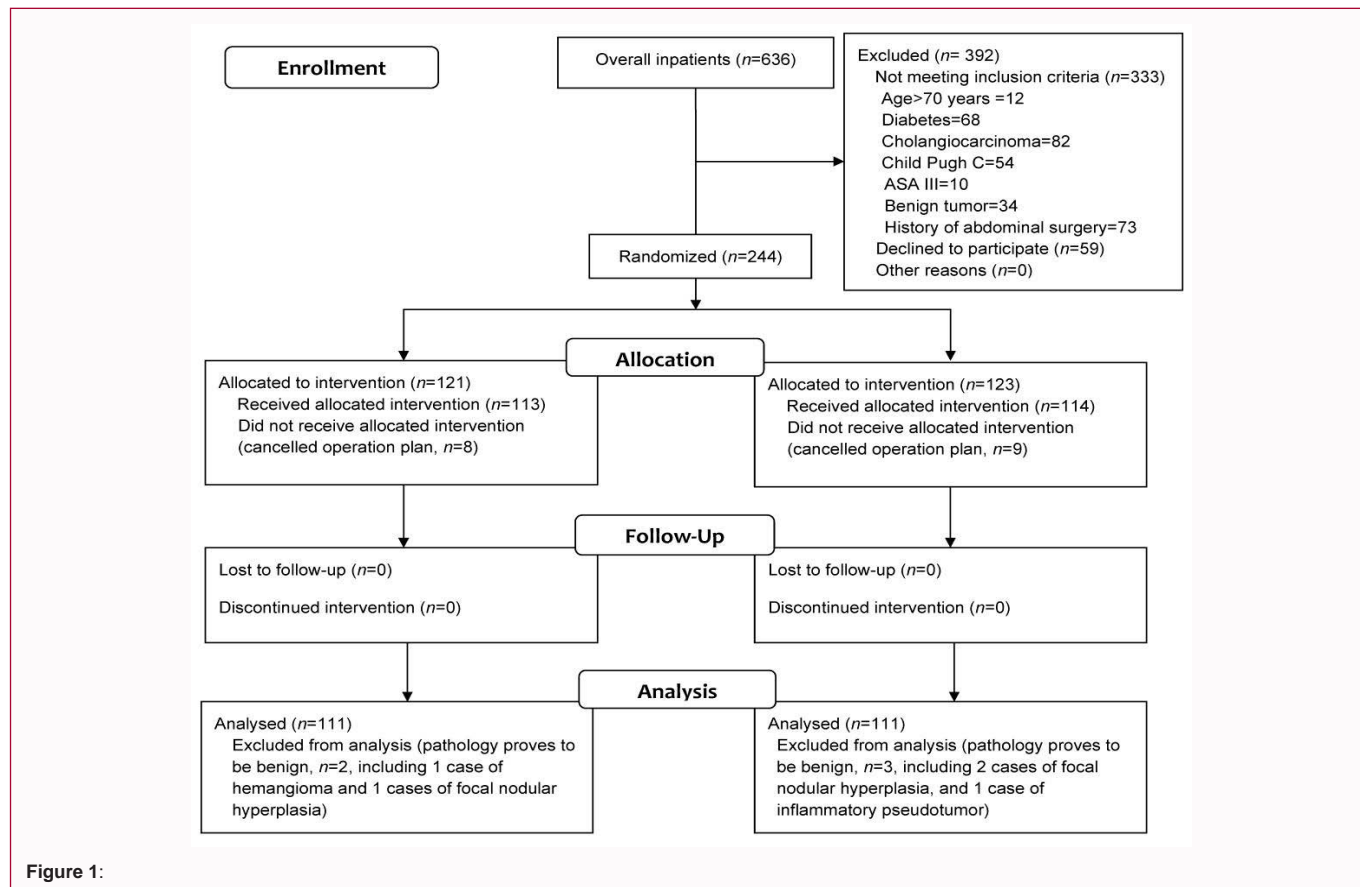 Enrollment
Overall inpatients (n=636)
Excluded (n= 392)
Not meeting inclusion criteria (n=333)
Age>70 years =12
Diabetes=68
Cholangiocarcinoma=82
Child Pugh C=54
ASA III=10
Benign tumor=34
History of abdominal surgery=73
Declined to participate (n=59)
Other reasons (n=0)
Randomized (n=244)
Allocation
Allocated to intervention (n=121)
Received allocated intervention (n=113)
Did not receive allocated intervention
(cancelled operation plan, n=8)
Allocated to intervention (n=123)
Received allocated intervention (n=114)
Did not receive allocated intervention
(cancelled operation plan, n=9)
Follow-Up
Lost to follow-up (n=0)
Discontinued intervention (n=0)
Lost to follow-up (n=0)
Discontinued intervention (n=0)
Analysis
Analysed (n=111)
Excluded from analysis (pathology proves to
be benign, n=2, including 1 case of
hemangioma and 1 cases of focal nodular
hyperplasia)
Analysed (n=111)
Excluded from analysis (pathology proves to
be benign, n=3, including 2 cases of focal
nodular hyperplasia, and 1 case of
inflammatory pseudotumor)
Figure 1: